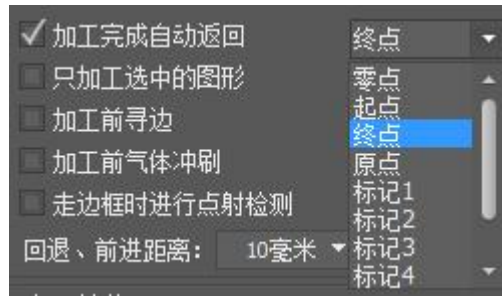 加工完成自动返回 终点
只加工选中的图形 零点
起点
加工前寻边 终点
加工前气体冲刷 原点
标记1
走边框时进行点射检测 标记2
回退、前进距离: 10毫米 标记3
标记4